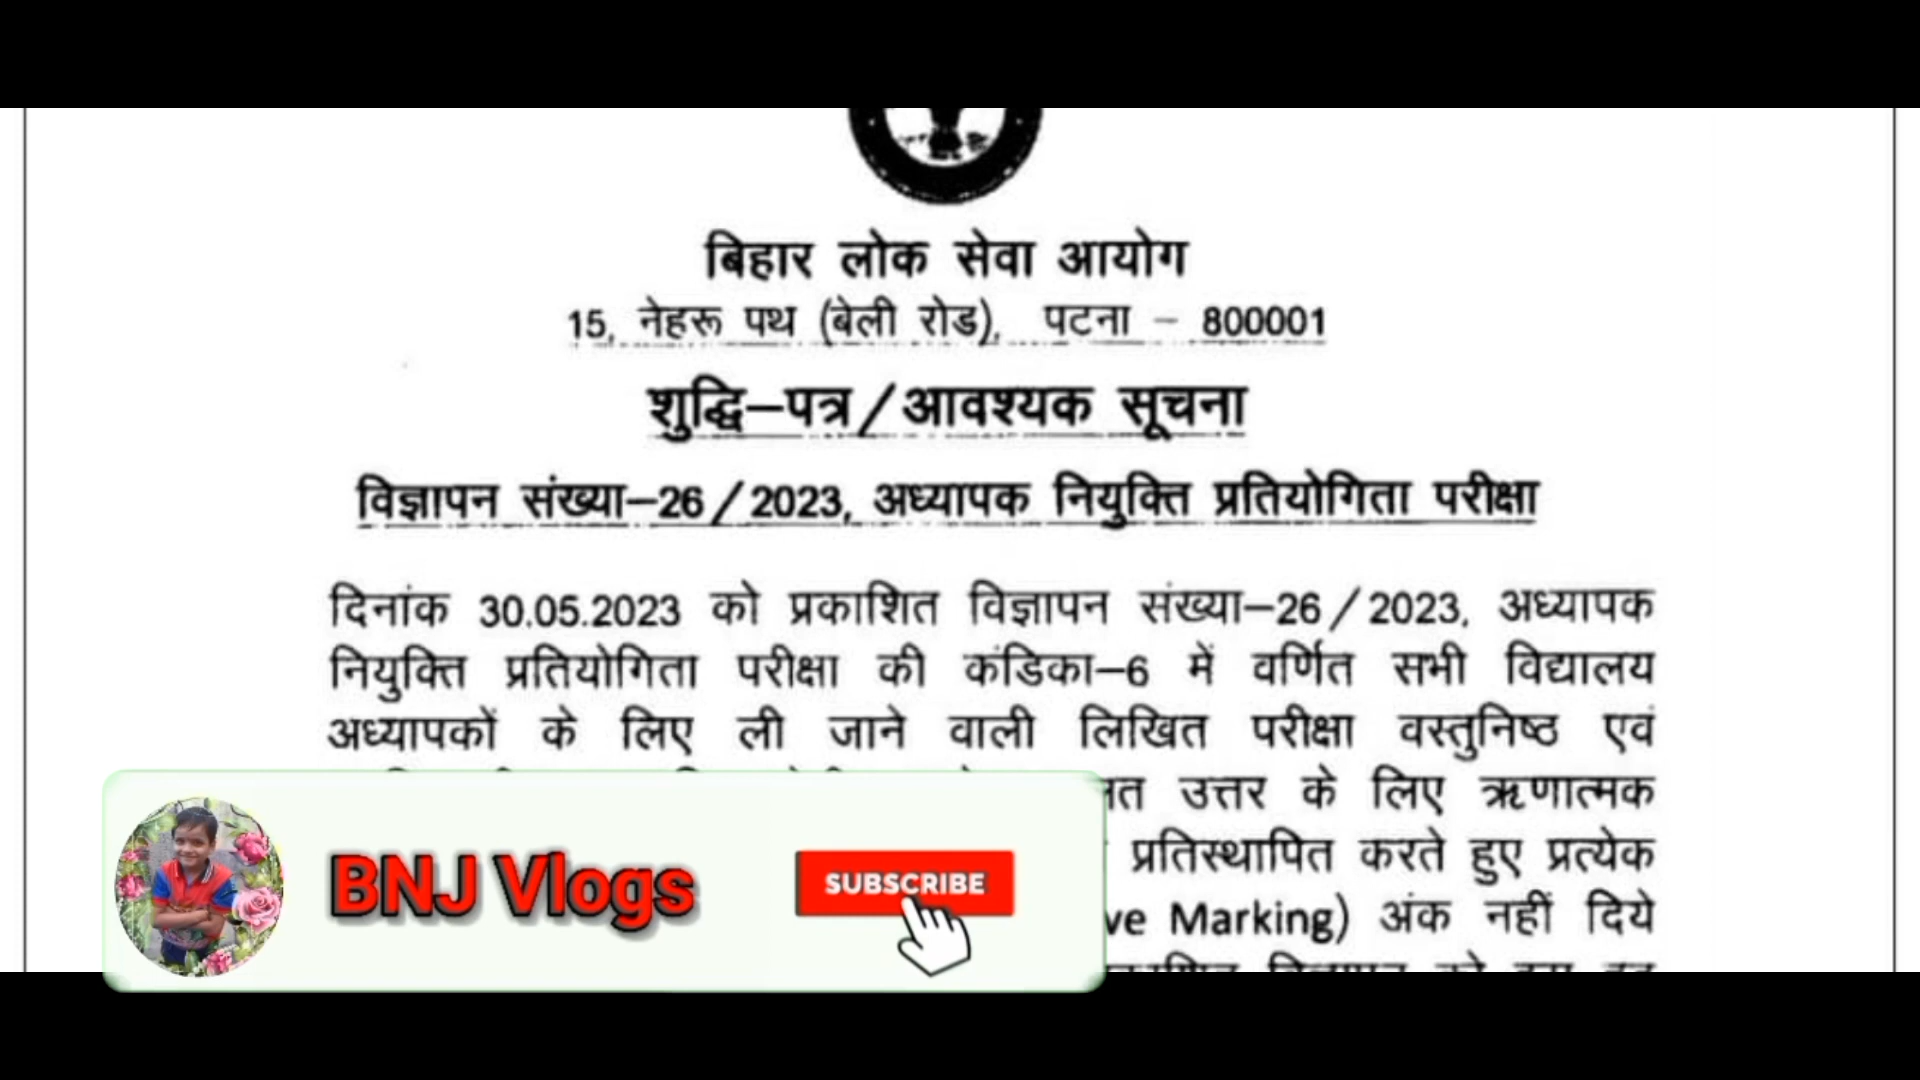 बिहार लोक सेवा आयोग
15, नेहरू पथ (बेली रोड), पटना – 800001
शुद्धि–पत्र/आवश्यक सूचना
विज्ञापन संख्या–26/2023, अध्यापक नियुक्ति प्रतियोगिता परीक्षा
दिनांक 30.05.2023 को प्रकाशित विज्ञापन संख्या–26/2023, अध्यापक
नियुक्ति प्रतियोगिता परीक्षा की कंडिका–6 में वर्णित सभी विद्यालय
अध्यापकों के लिए ली जाने वाली लिखित परीक्षा वस्तुनिष्ठ एवं
उत्तर के लिए ऋणात्मक
प्रतिस्थापित करते हुए प्रत्येक
Marking) अंक नहीं दिये
BNJ Vlogs
SUBSCRIBE